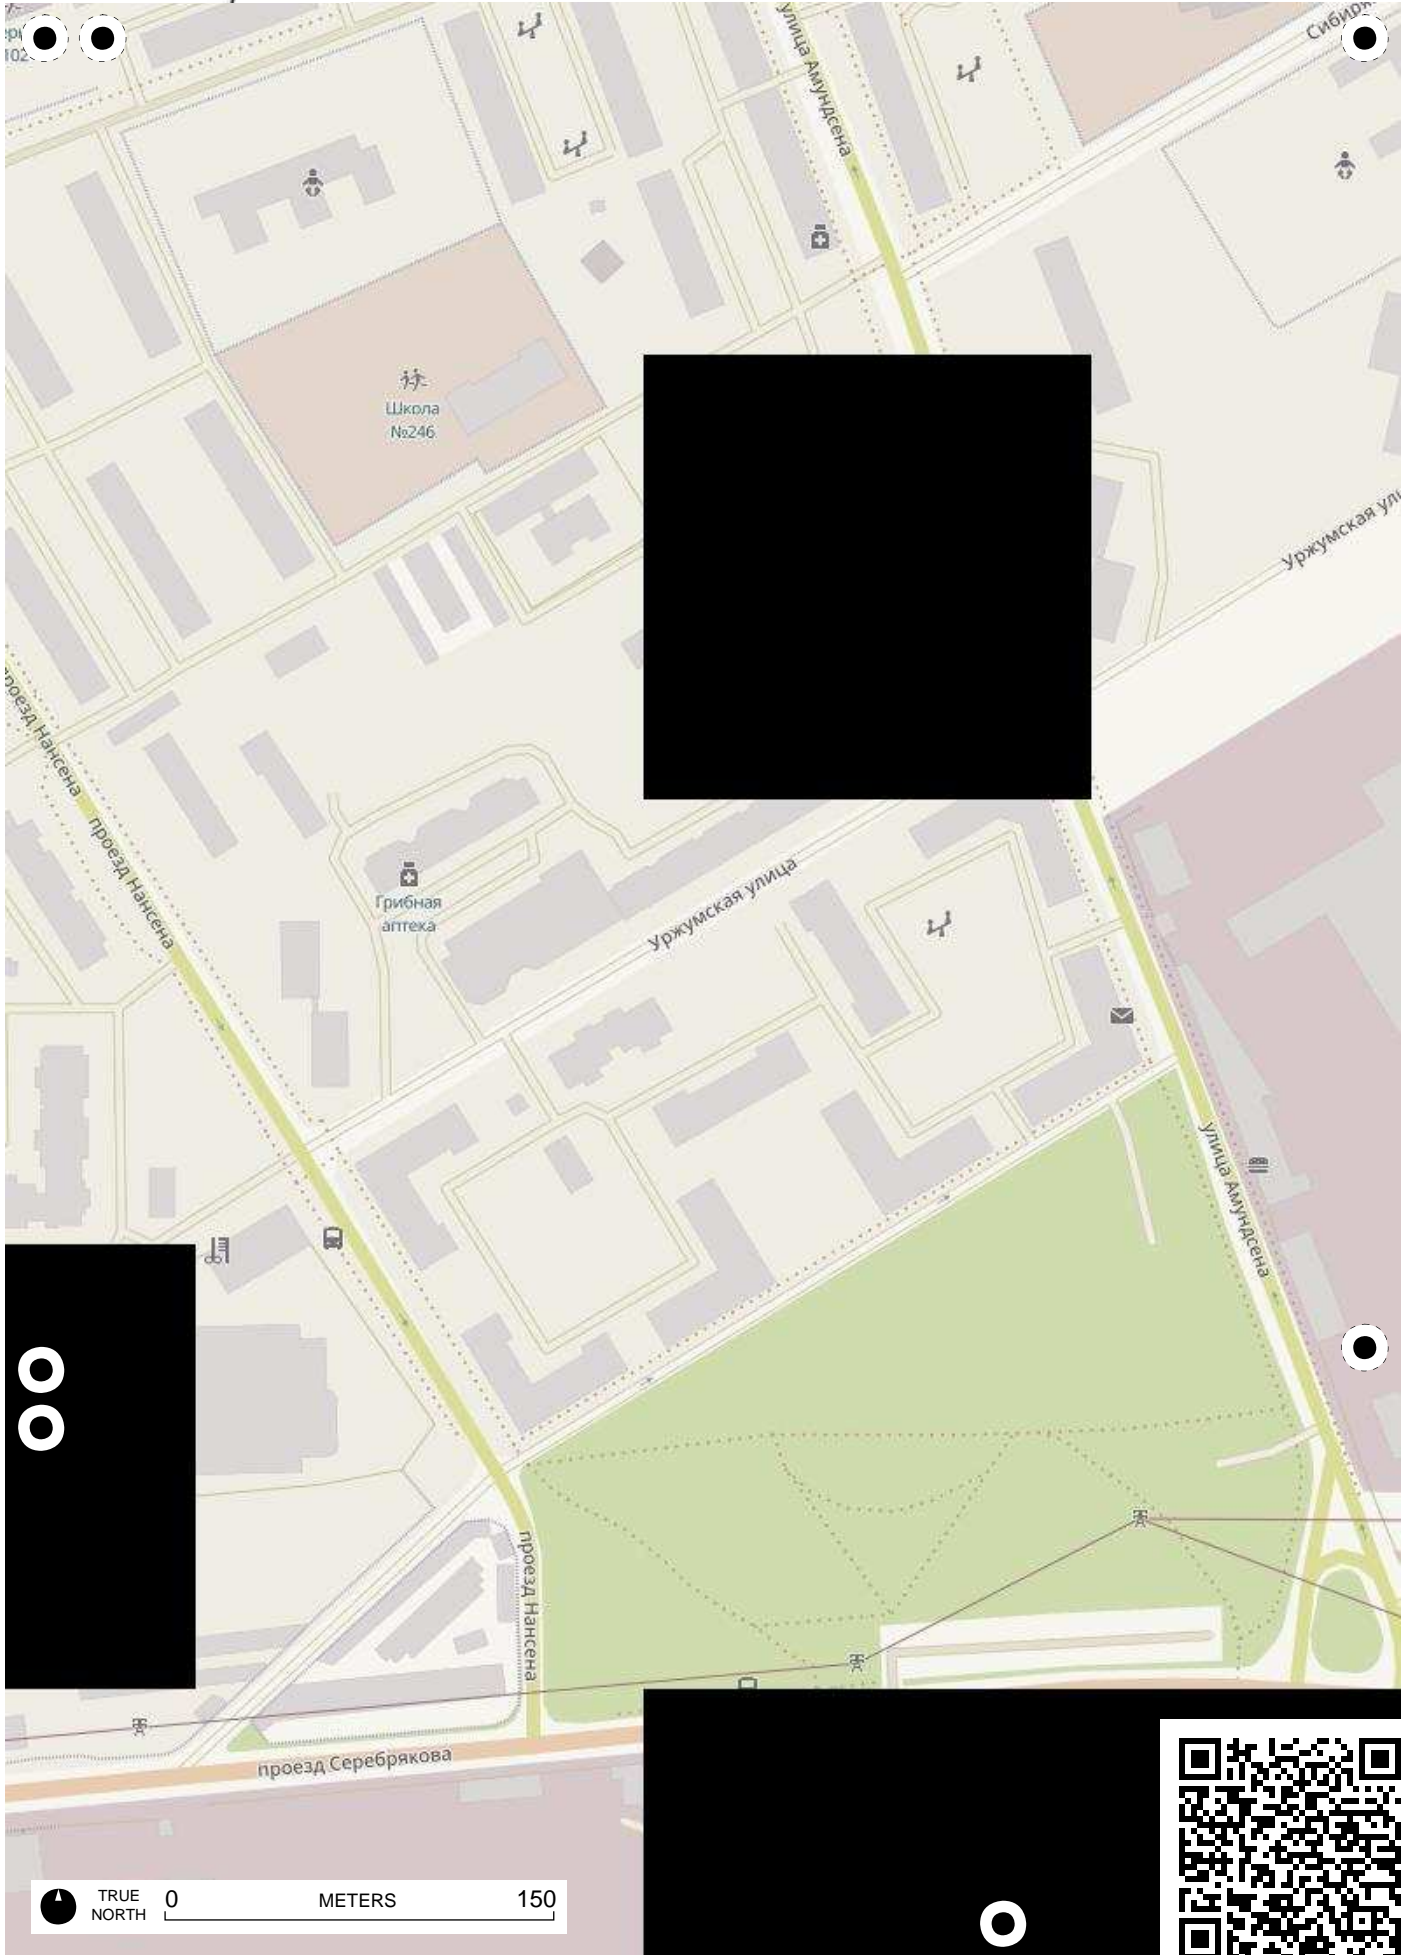 102
улица Амундсена
Школа
№246
Уржумская
проезд Нансена
проезд Нансена
Грибная
аптека
Уржумская улица
улица Амундсена
проезд Нансена
проезд Серебрякова
TRUE
NORTH
0
METERS
150